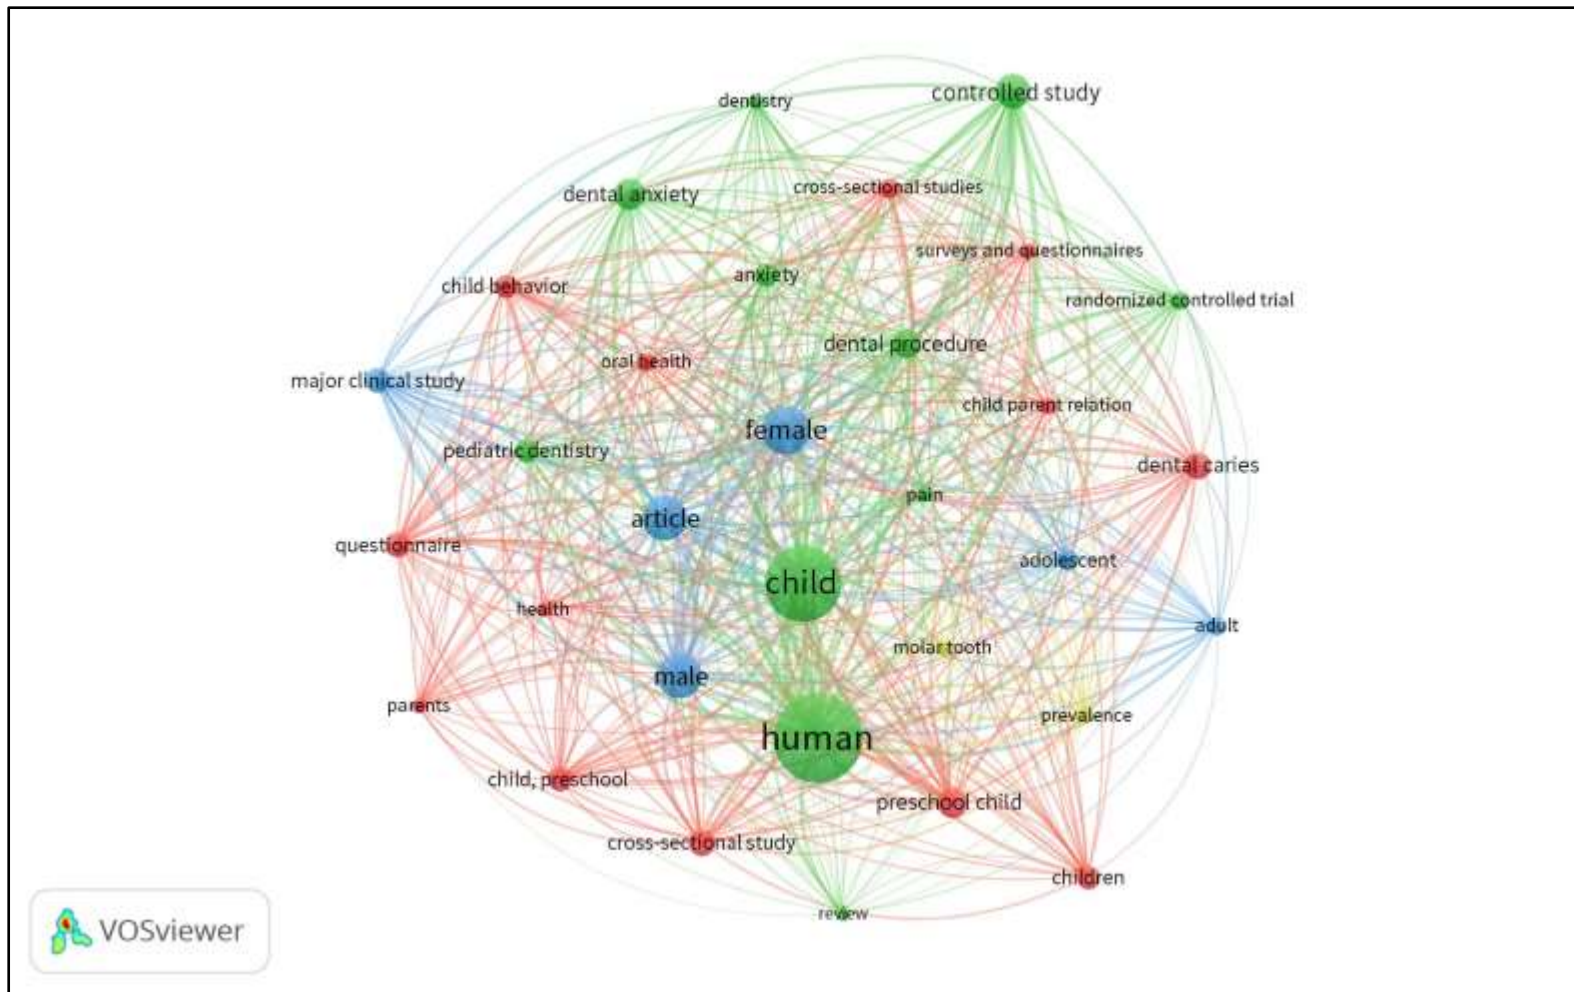 controlled study
dentistry
cross-sectional studies
dental anxiety
surveys and questionnaires
anxiety
child behavior
randomized controlled trial
dental procedure
oral health
major clinical study
child parent relation
female
pediatric dentistry
dental caries
pain
article
questionnaire
adolescent
child
health
adult
molar tooth
male
parents
prevalence
human
child, preschool
preschool child
cross-sectional study
children
review
VOSviewer